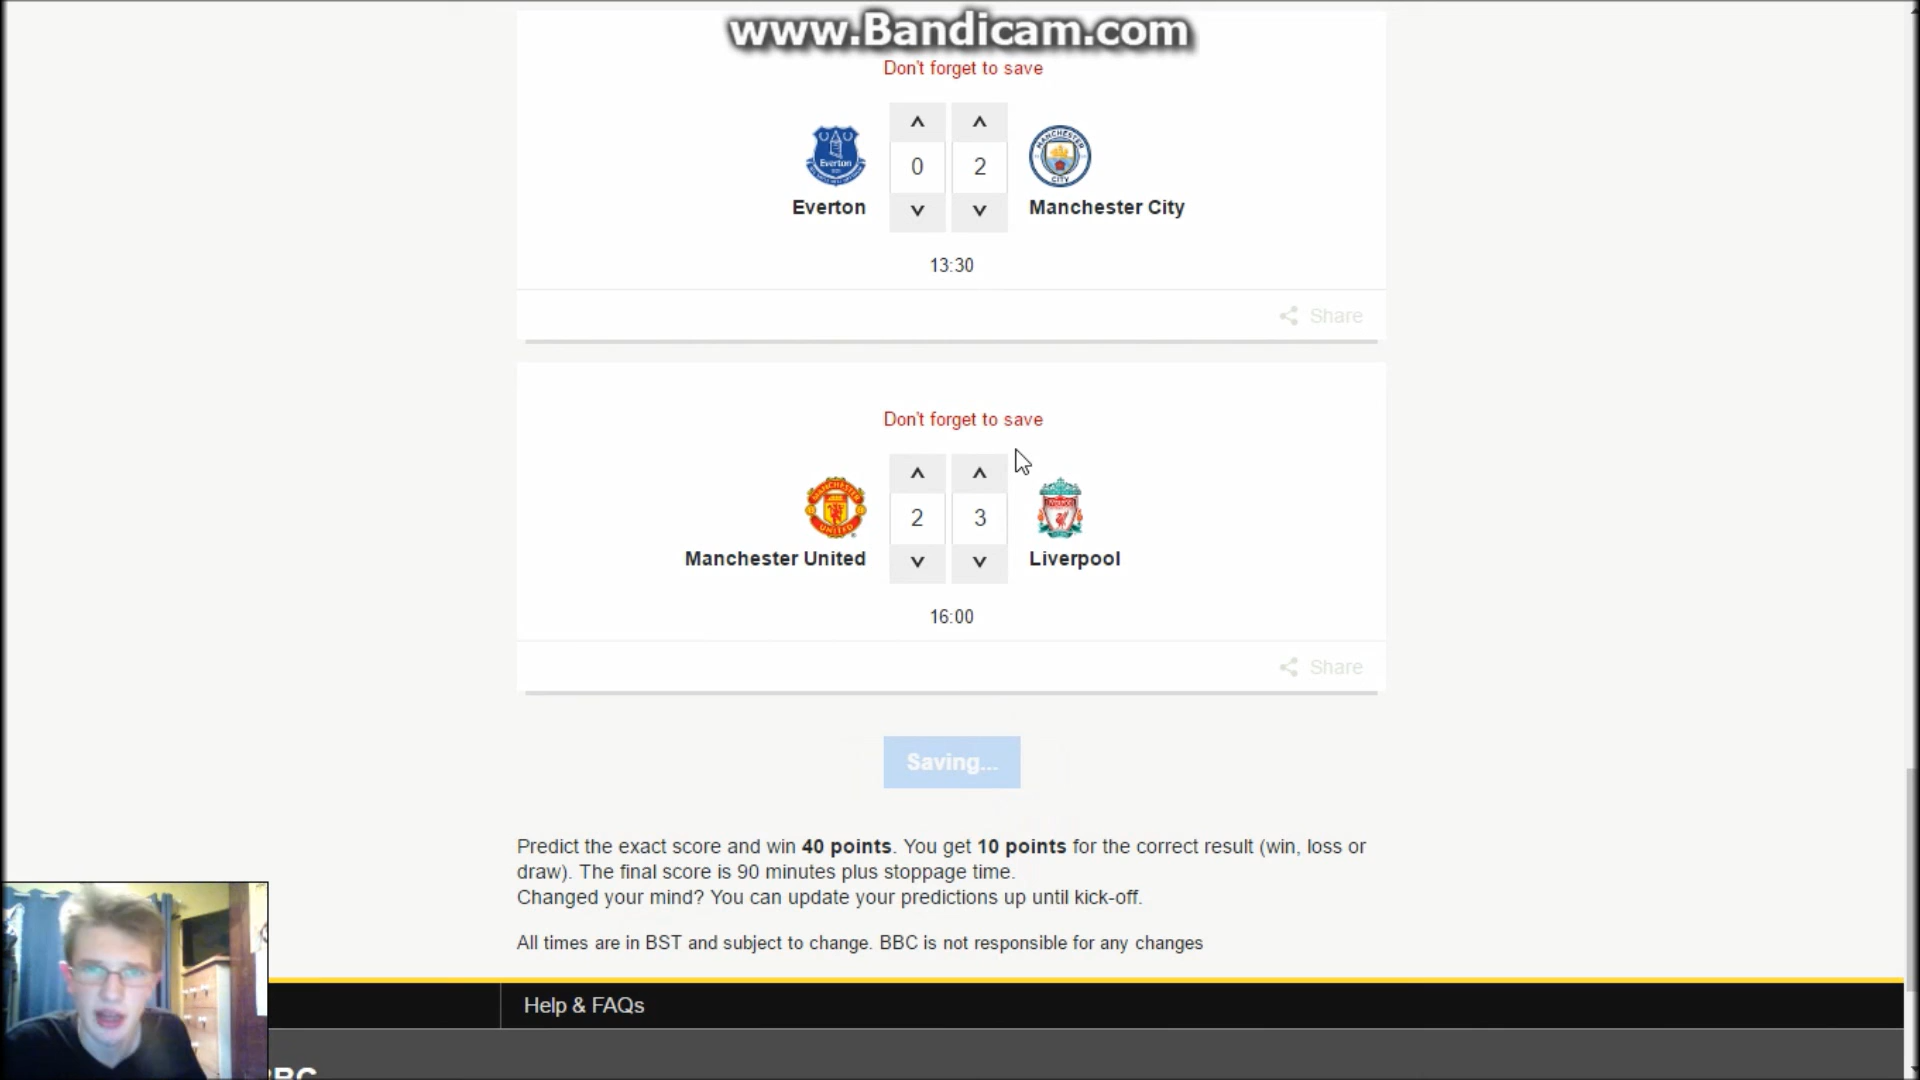 www.Bandicam.com
Don't forget to save
0 2
Everton Manchester City
13:30
Share
Don't forget to save
2 3
Manchester United Liverpool
16:00
Share
Saving...
Predict the exact score and win 40 points. You get 10 points for the correct result (win, loss or
draw). The final score is 90 minutes plus stoppage time.
Changed your mind? You can update your predictions up until kick-off.
All times are in BST and subject to change. BBC is not responsible for any changes
Help & FAQs